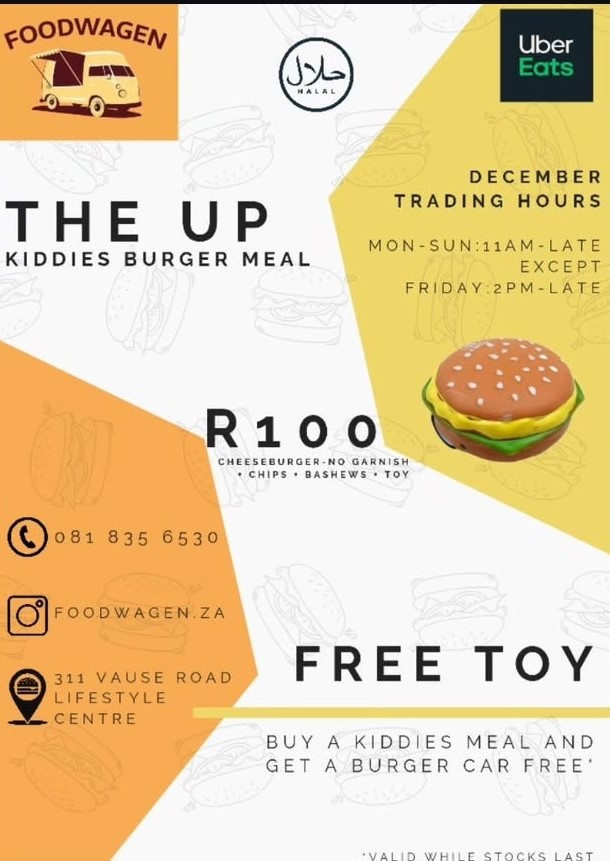 FOODWAGEN
حلال
HALAL
Uber
Eats
DECEMBER
TRADING HOURS
MON-SUN:11AM-LATE
EXCEPT
FRIDAY:2PM-LATE
THE UP
KIDDIES BURGER MEAL
R100
CHEESEBURGER-NO GARNISH
+ CHIPS + BASHEWS + TOY
081 835 6530
FOODWAGEN.ZA
311 VAUSE ROAD
LIFESTYLE
CENTRE
FREE TOY
BUY A KIDDIES MEAL AND
GET A BURGER CAR FREE*
*VALID WHILE STOCKS LAST